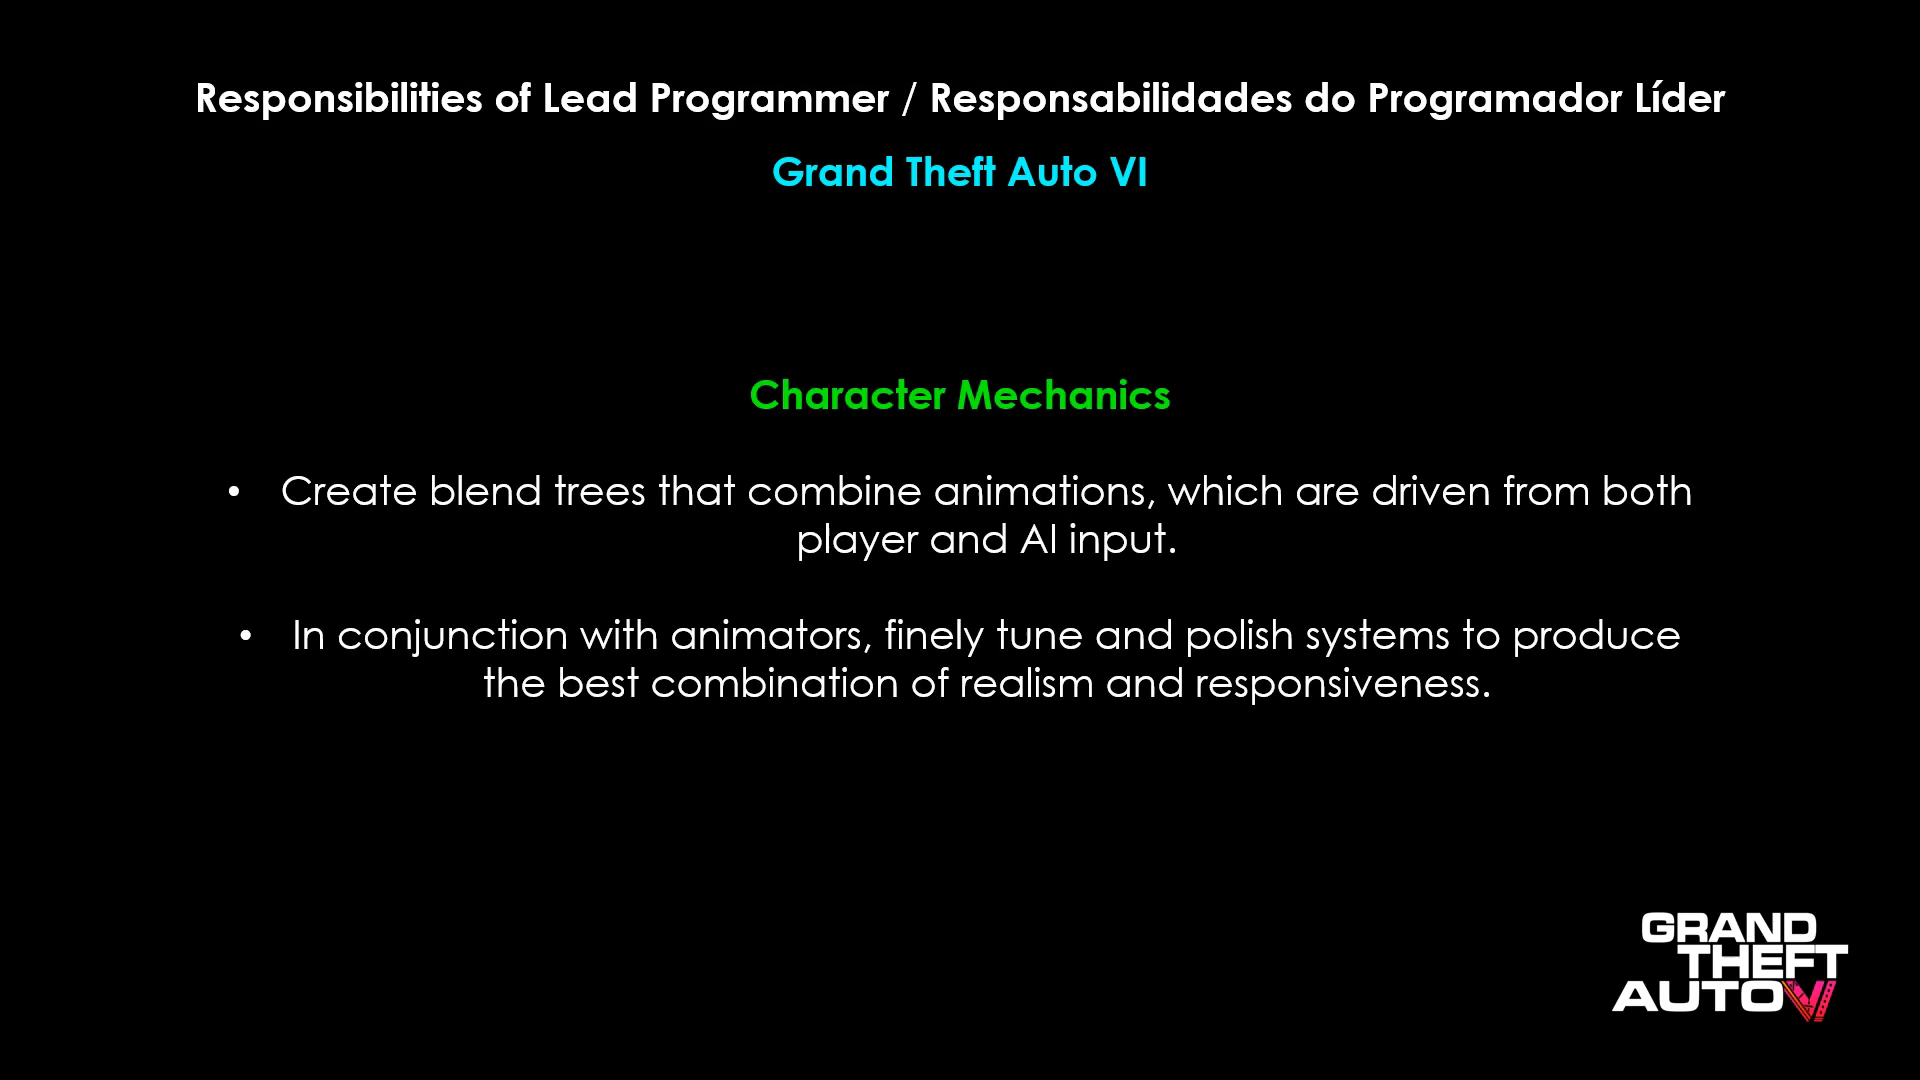 Responsibilities of Lead Programmer / Responsabilidades do Programador Líder
Grand Theft Auto VI
Character Mechanics
• Create blend trees that combine animations, which are driven from both
player and AI input.
• In conjunction with animators, finely tune and polish systems to produce
the best combination of realism and responsiveness.
GRAND
THEFT
AUTO VI